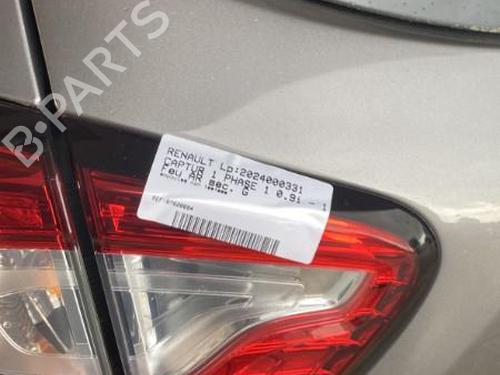 B-PARTS
RENAULT Lp:2024000331
CAPTUR 1 PHASE 1 0.9i - 1
Feu AR sec. G